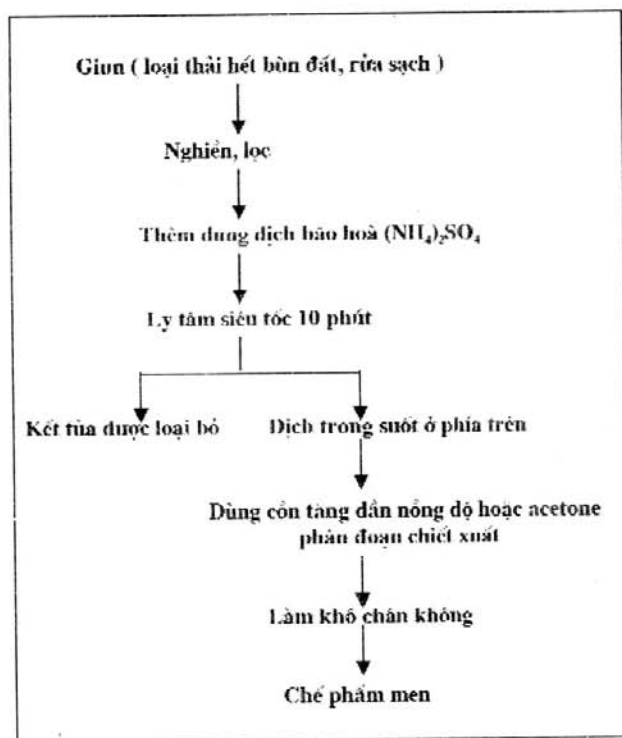 Giun ( loại thải hết bùn đất, rửa sạch )
Nghiền, lọc
Thêm dung dịch bão hoà (NH₄)₂SO₄
Ly tâm siêu tốc 10 phút
Kết tủa được loại bỏ
Dịch trong suốt ở phía trên
Dùng cồn tăng dần nồng độ hoặc acetone
phân đoạn chiết xuất
Làm khô chân không
Chế phẩm men